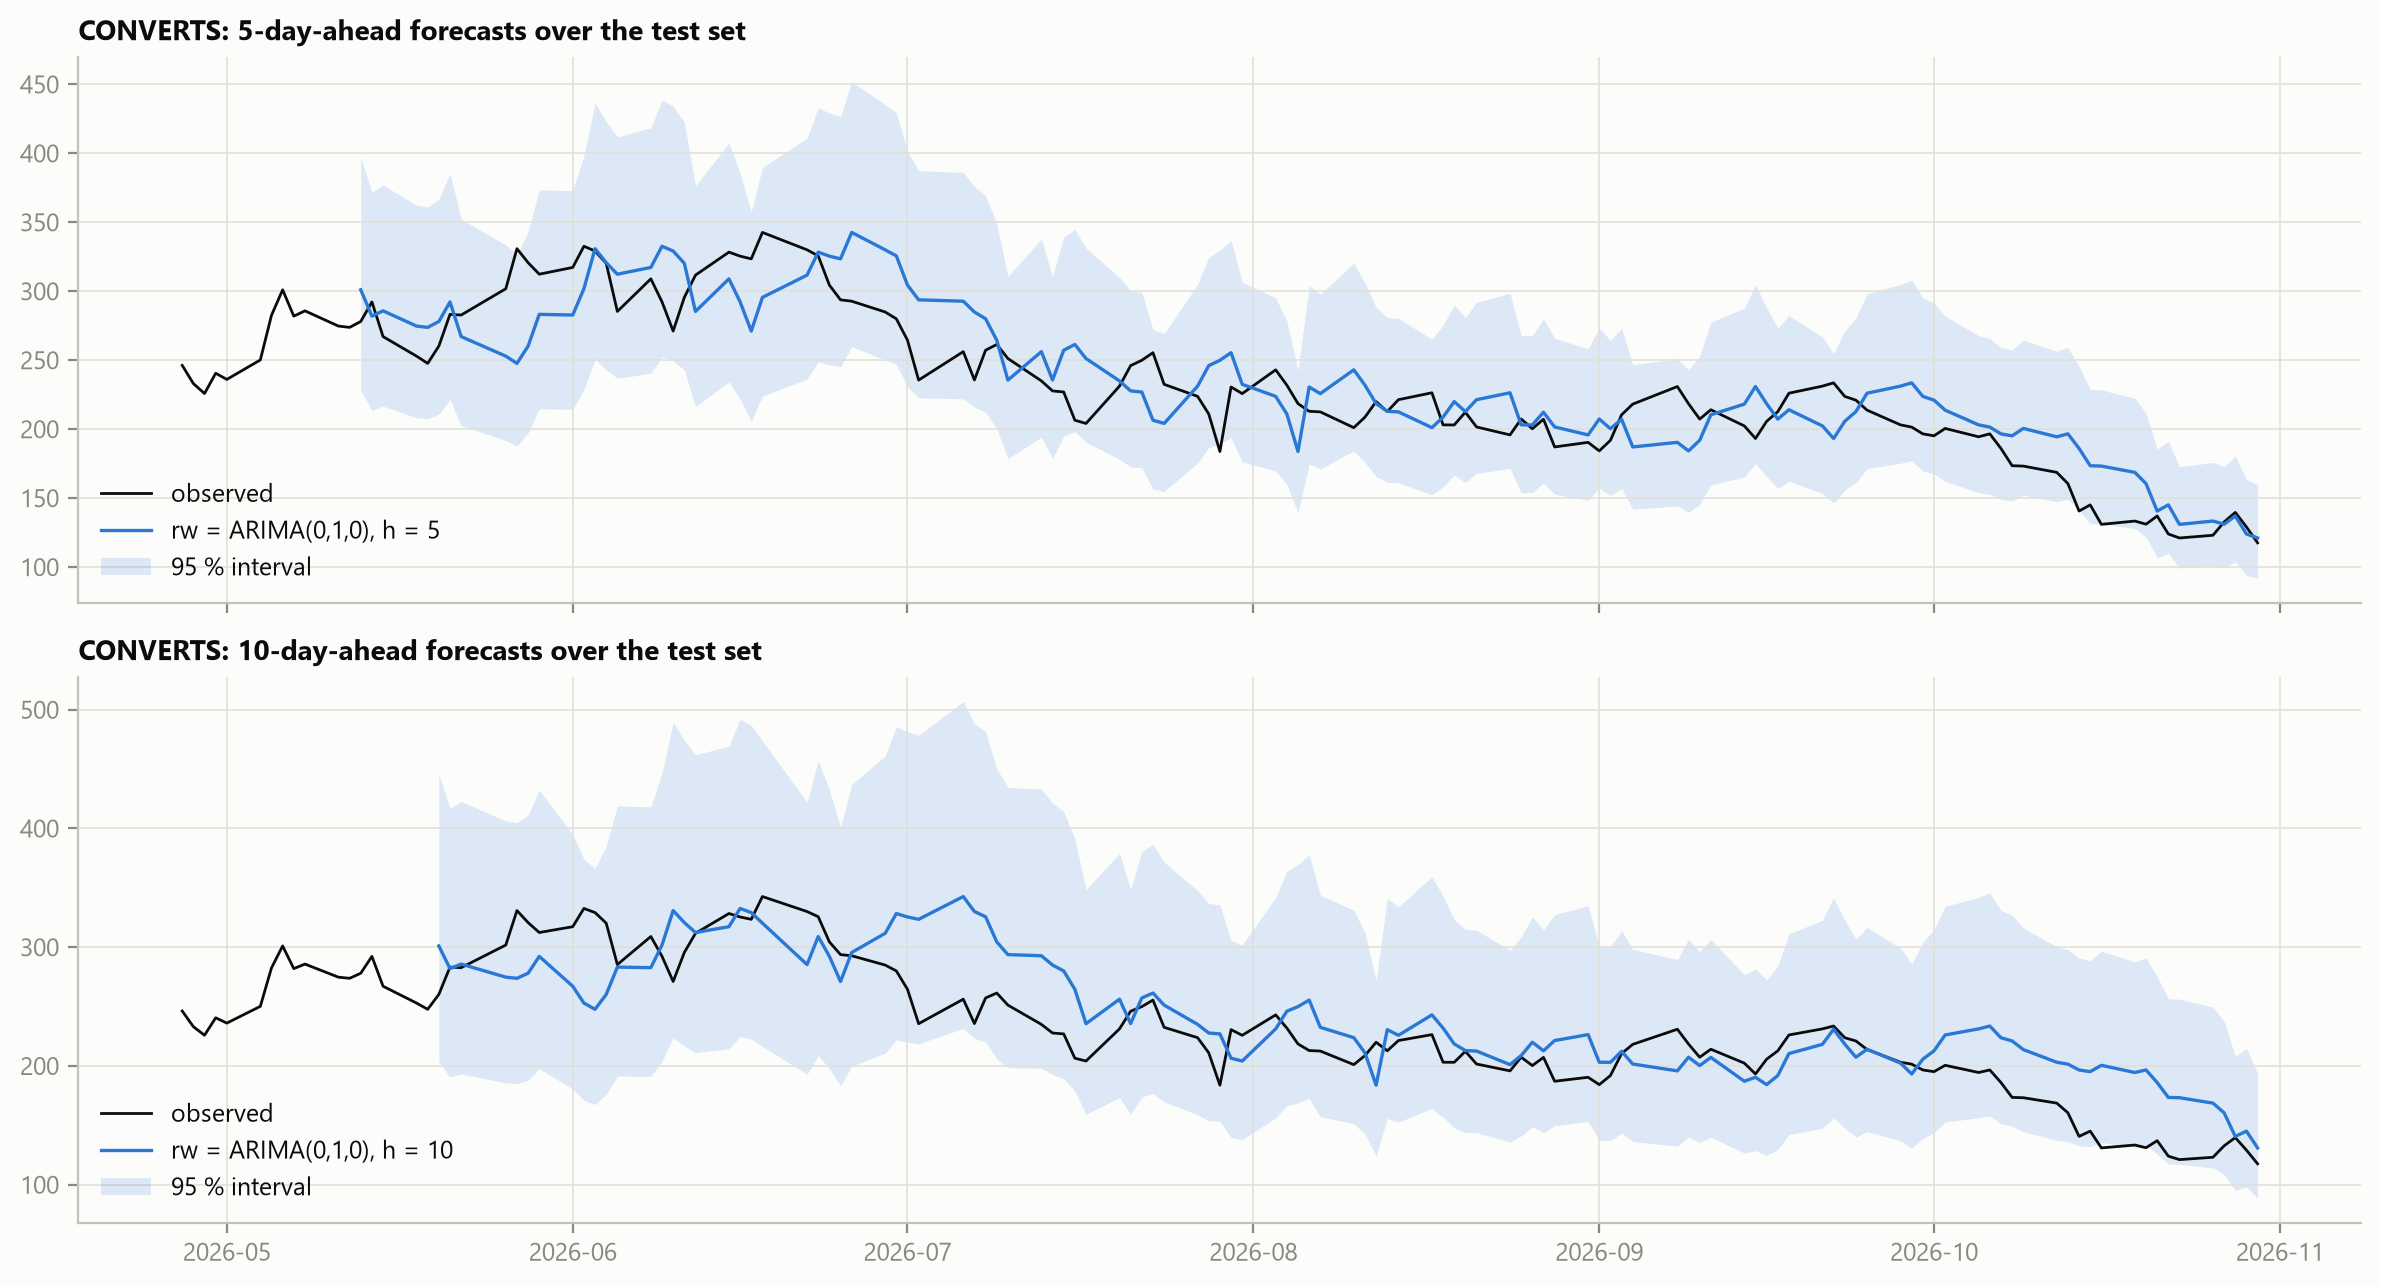 CONVERTS: 5-day-ahead forecasts over the test set
450
400
350
300
250
200
150
100
observed
rw = ARIMA(0,1,0), h = 5
95 % interval
CONVERTS: 10-day-ahead forecasts over the test set
500
400
300
200
100
observed
rw = ARIMA(0,1,0), h = 10
95 % interval
2026-05 2026-06 2026-07 2026-08 2026-09 2026-10 2026-11